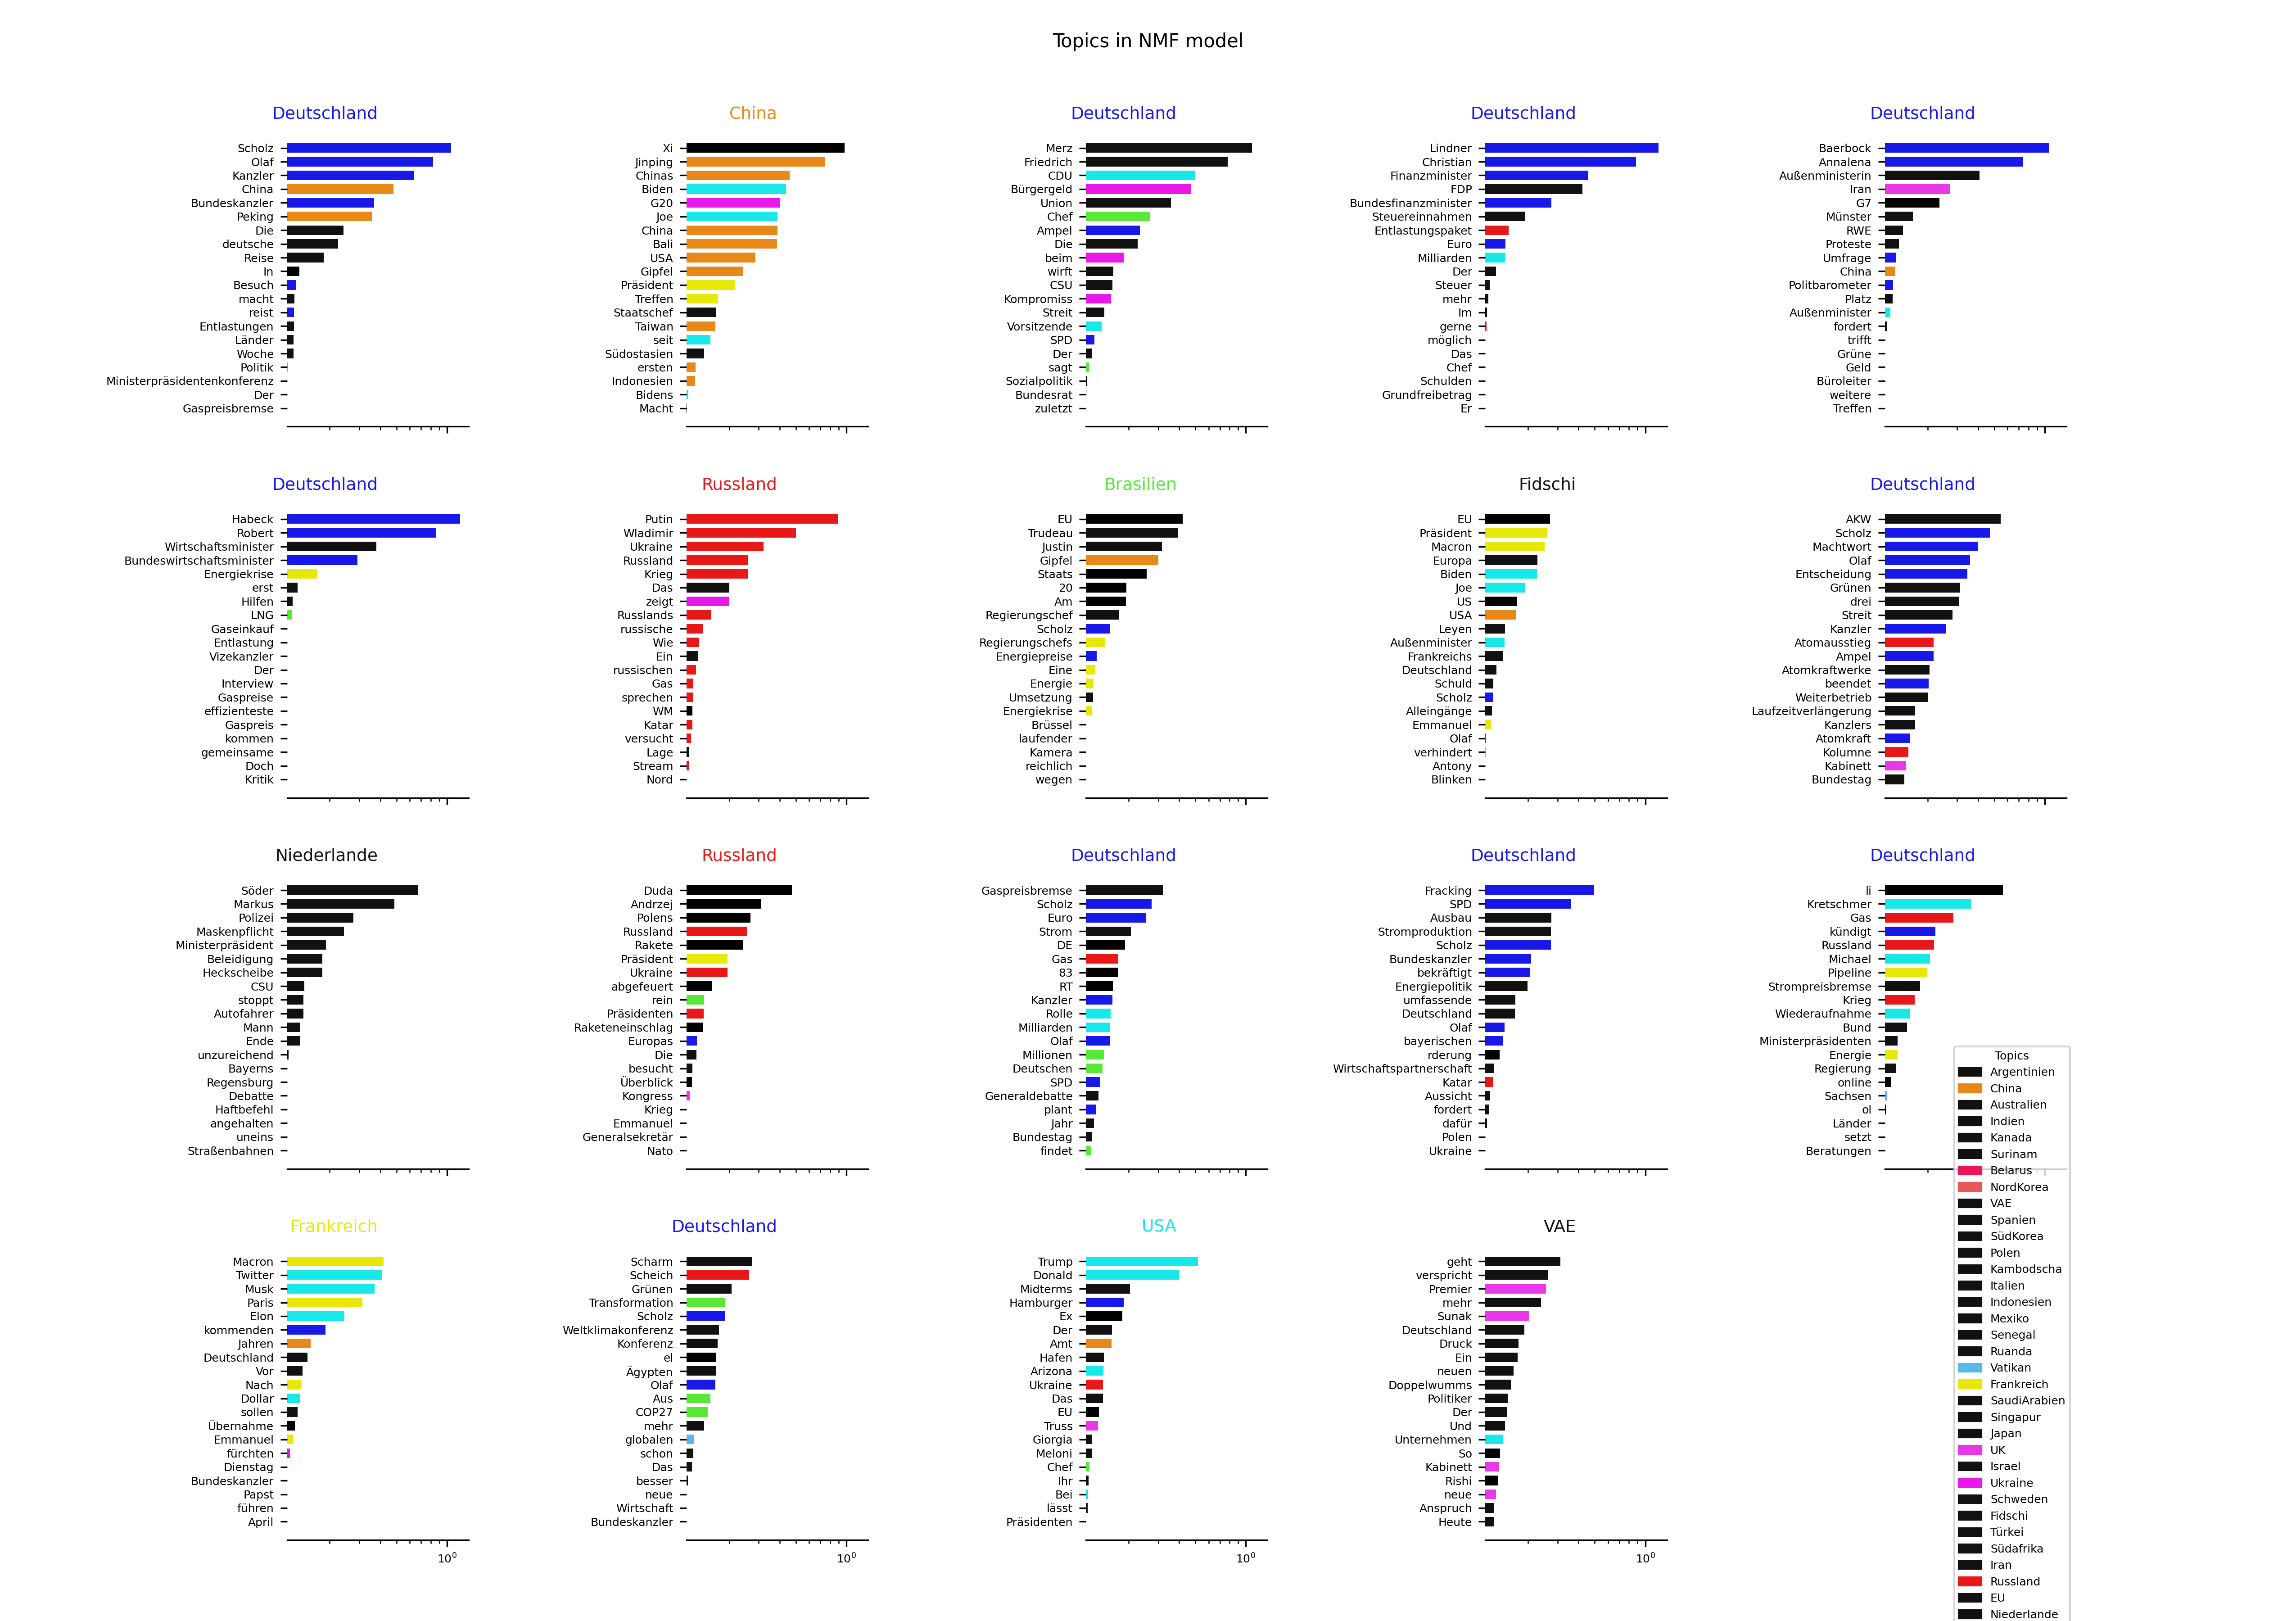 Topics in NMF model
Deutschland
Scholz
Olaf
Kanzler
China
Bundeskanzler
Peking
Die
deutsche
Reise
In
Besuch
macht
reist
Entlastungen
Länder
Woche
Politik
Ministerpräsidentenkonferenz
Der
Gaspreisbremse
China
Xi
Jinping
Chinas
Biden
G20
Joe
China
Bali
USA
Gipfel
Präsident
Treffen
Staatschef
Taiwan
seit
Südostasien
ersten
Indonesien
Bidens
Macht
Deutschland
Merz
Friedrich
CDU
Bürgergeld
Union
Chef
Ampel
Die
beim
wirft
CSU
Kompromiss
Streit
Vorsitzende
SPD
Der
sagt
Sozialpolitik
Bundesrat
zuletzt
Deutschland
Lindner
Christian
Finanzminister
FDP
Bundesfinanzminister
Steuereinnahmen
Entlastungspaket
Euro
Milliarden
Der
Steuer
mehr
Im
gerne
möglich
Das
Chef
Schulden
Grundfreibetrag
Er
Deutschland
Baerbock
Annalena
Außenministerin
Iran
G7
Münster
RWE
Proteste
Umfrage
China
Politbarometer
Platz
Außenminister
fordert
trifft
Grüne
Geld
Büroleiter
weitere
Treffen
Deutschland
Habeck
Robert
Wirtschaftsminister
Bundeswirtschaftsminister
Energiekrise
erst
Hilfen
LNG
Gaseinkauf
Entlastung
Vizekanzler
Der
Interview
Gaspreise
effizienteste
Gaspreis
kommen
gemeinsame
Doch
Kritik
Russland
Putin
Wladimir
Ukraine
Russland
Krieg
Das
zeigt
Russlands
russische
Wie
Ein
russischen
Gas
sprechen
WM
Katar
versucht
Lage
Stream
Nord
Brasilien
EU
Trudeau
Justin
Gipfel
Staats
20
Am
Regierungschef
Scholz
Regierungschefs
Energiepreise
Eine
Energie
Umsetzung
Energiekrise
Brüssel
laufender
Kamera
reichlich
wegen
Fidschi
EU
Präsident
Macron
Europa
Biden
Joe
US
USA
Leyen
Außenminister
Frankreichs
Deutschland
Schuld
Scholz
Alleingänge
Emmanuel
Olaf
verhindert
Antony
Blinken
Deutschland
AKW
Scholz
Machtwort
Olaf
Entscheidung
Grünen
drei
Streit
Kanzler
Atomausstieg
Ampel
Atomkraftwerke
beendet
Weiterbetrieb
Laufzeitverlängerung
Kanzlers
Atomkraft
Kolumne
Kabinett
Bundestag
Niederlande
Söder
Markus
Polizei
Maskenpflicht
Ministerpräsident
Beleidigung
Heckscheibe
CSU
stoppt
Autofahrer
Mann
Ende
unzureichend
Bayerns
Regensburg
Debatte
Haftbefehl
angehalten
uneins
Straßenbahnen
Russland
Duda
Andrzej
Polens
Russland
Rakete
Präsident
Ukraine
abgefeuert
rein
Präsidenten
Raketeneinschlag
Europas
Die
besucht
Überblick
Kongress
Krieg
Emmanuel
Generalsekretär
Nato
Deutschland
Gaspreisbremse
Scholz
Euro
Strom
DE
Gas
83
RT
Kanzler
Rolle
Milliarden
Olaf
Millionen
Deutschen
SPD
Generaldebatte
plant
Jahr
Bundestag
findet
Deutschland
Fracking
SPD
Ausbau
Stromproduktion
Scholz
Bundeskanzler
bekräftigt
Energiepolitik
umfassende
Deutschland
Olaf
bayerischen
rderung
Wirtschaftspartnerschaft
Katar
Aussicht
fordert
dafür
Polen
Ukraine
Deutschland
li
Kretschmer
Gas
kündigt
Russland
Michael
Pipeline
Strompreisbremse
Krieg
Wiederaufnahme
Bund
Ministerpräsidenten
Energie
Regierung
online
Sachsen
ol
Länder
setzt
Beratungen
Frankreich
Macron
Twitter
Musk
Paris
Elon
kommenden
Jahren
Deutschland
Vor
Nach
Dollar
sollen
Übernahme
Emmanuel
fürchten
Dienstag
Bundeskanzler
Papst
führen
April
10⁰
Deutschland
Scharm
Scheich
Grünen
Transformation
Scholz
Weltklimakonferenz
Konferenz
el
Ägypten
Olaf
Aus
COP27
mehr
globalen
schon
Das
besser
neue
Wirtschaft
Bundeskanzler
10⁰
USA
Trump
Donald
Midterms
Hamburger
Ex
Der
Amt
Hafen
Arizona
Ukraine
Das
EU
Truss
Giorgia
Meloni
Chef
Ihr
Bei
lässt
Präsidenten
10⁰
VAE
geht
verspricht
Premier
mehr
Sunak
Deutschland
Druck
Ein
neuen
Doppelwumms
Politiker
Der
Und
Unternehmen
So
Kabinett
Rishi
neue
Anspruch
Heute
10⁰
Topics
Argentinien
China
Australien
Indien
Kanada
Surinam
Belarus
NordKorea
VAE
Spanien
SüdKorea
Polen
Kambodscha
Italien
Indonesien
Mexiko
Senegal
Ruanda
Vatikan
Frankreich
SaudiArabien
Singapur
Japan
UK
Israel
Ukraine
Schweden
Fidschi
Türkei
Südafrika
Iran
Russland
EU
Niederlande